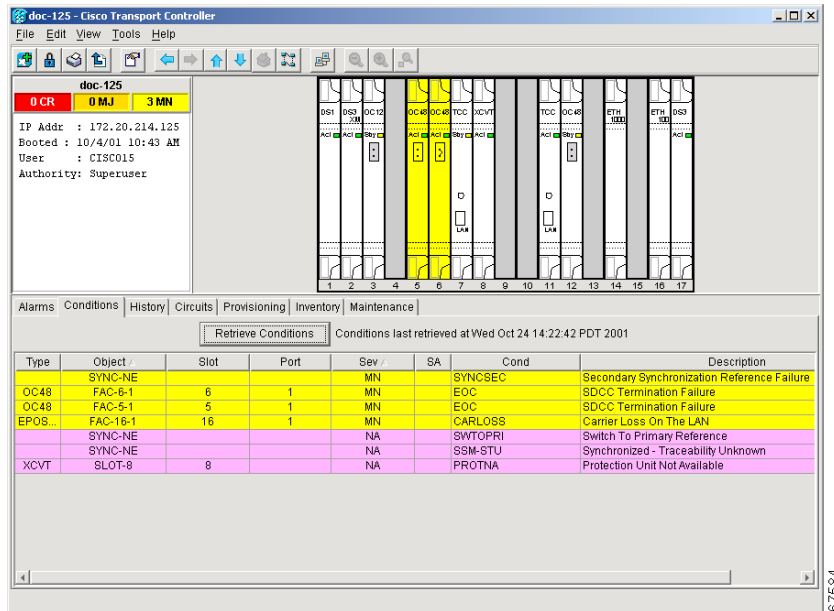 doc-125 - Cisco Transport Controller
File Edit View Tools Help
doc-125
0 CR 0 MJ 3 MN
IP Addr : 172.20.214.125
Booted : 10/4/01 10:43 AM
User : CISCO15
Authority: Superuser
DS1 DS3 XM OC12 OC48 OC48 TCC XCVT TCC OC48 ETH 1000 ETH 100 DS3
Act Act Sby Act Act Sby Act Act Sby Act Act Act
LAN LAN
1 2 3 4 5 6 7 8 9 10 11 12 13 14 15 16 17
Alarms Conditions History Circuits Provisioning Inventory Maintenance
Retrieve Conditions Conditions last retrieved at Wed Oct 24 14:22:42 PDT 2001
Type Object Slot Port Sev SA Cond Description
SYNC-NE MN SYNCSEC Secondary Synchronization Reference Failure
OC48 FAC-6-1 6 1 MN EOC SDCC Termination Failure
OC48 FAC-5-1 5 1 MN EOC SDCC Termination Failure
EPOS... FAC-16-1 16 1 MN CARLOSS Carrier Loss On The LAN
SYNC-NE NA SWTOPRI Switch To Primary Reference
SYNC-NE NA SSM-STU Synchronized - Traceability Unknown
XCVT SLOT-8 8 NA PROTNA Protection Unit Not Available
67584